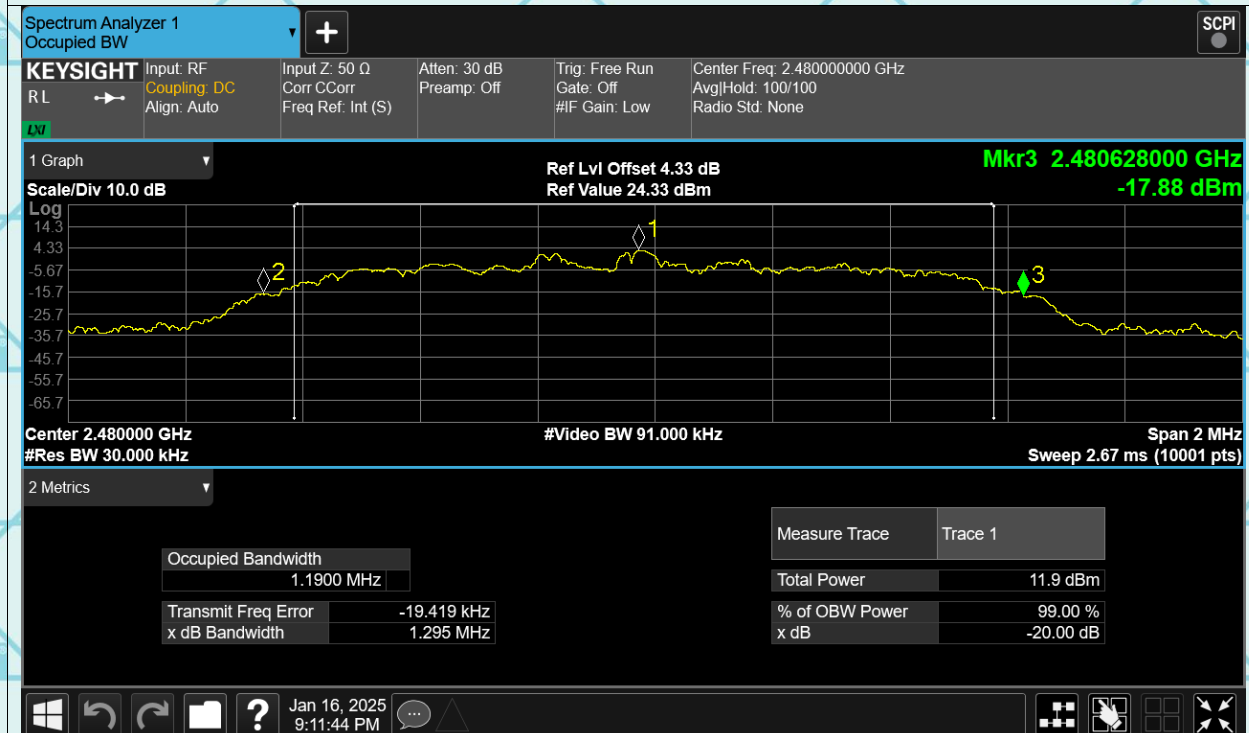 Spectrum Analyzer 1
Occupied BW
SCPI
KEYSIGHT
RL
LXI
Input: RF
Coupling: DC
Align: Auto
Input Z: 50 Ω
Corr CCorr
Freq Ref: Int (S)
Atten: 30 dB
Preamp: Off
Trig: Free Run
Gate: Off
#IF Gain: Low
Center Freq: 2.480000000 GHz
Avg|Hold: 100/100
Radio Std: None
1 Graph
Scale/Div 10.0 dB
Ref Lvl Offset 4.33 dB
Ref Value 24.33 dBm
Mkr3 2.480628000 GHz
-17.88 dBm
Log
14.3
4.33
-5.67
-15.7
-25.7
-35.7
-45.7
-55.7
-65.7
1
2
3
Center 2.480000 GHz
#Res BW 30.000 kHz
#Video BW 91.000 kHz
Span 2 MHz
Sweep 2.67 ms (10001 pts)
2 Metrics
Occupied Bandwidth
1.1900 MHz
Transmit Freq Error -19.419 kHz
x dB Bandwidth 1.295 MHz
Measure Trace Trace 1
Total Power 11.9 dBm
% of OBW Power 99.00 %
x dB -20.00 dB
Jan 16, 2025
9:11:44 PM